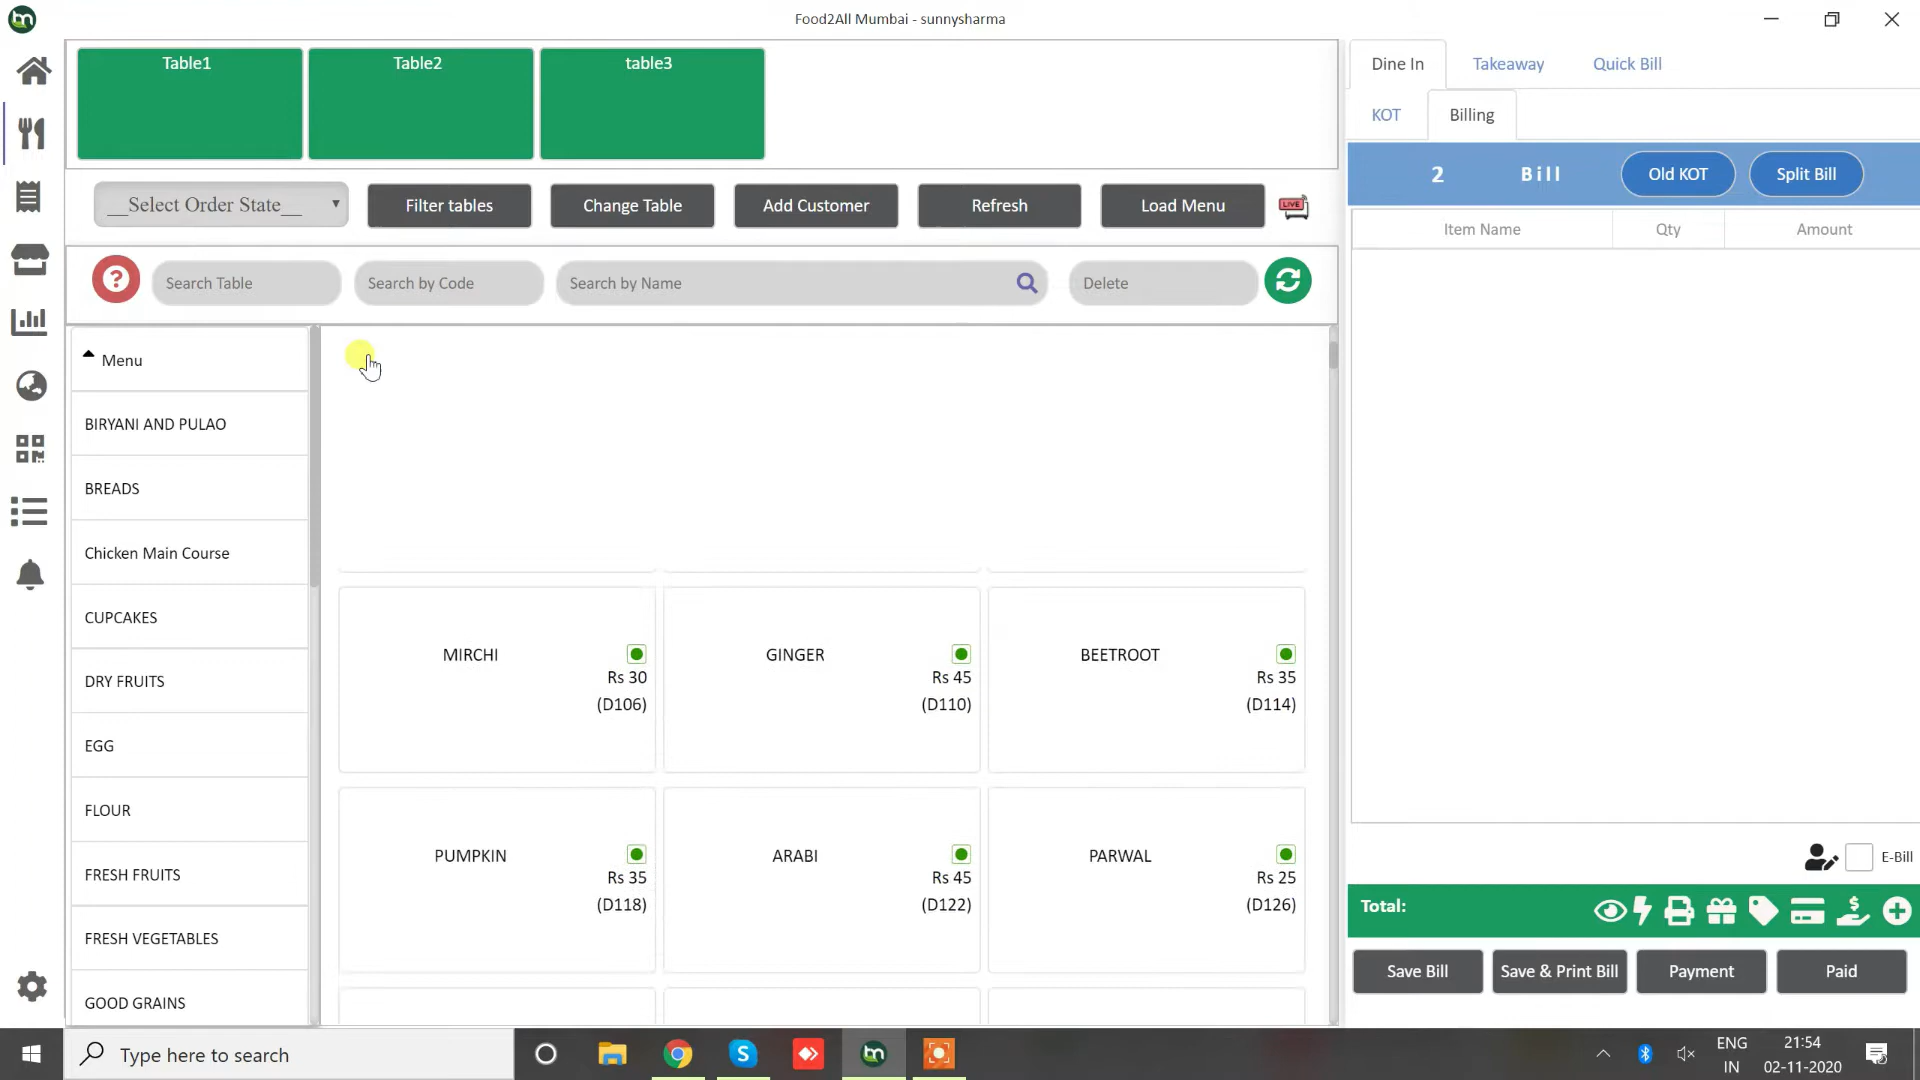 Food2All Mumbai - sunnysharma
Table1
Table2
table3
Dine In
Takeaway
Quick Bill
KOT
Billing
2
Bill
Old KOT
Split Bill
__Select Order State__
Filter tables
Change Table
Add Customer
Refresh
Load Menu
LIVE
Item Name
Qty
Amount
Search Table
Search by Code
Search by Name
Delete
Menu
BIRYANI AND PULAO
BREADS
Chicken Main Course
CUPCAKES
DRY FRUITS
EGG
FLOUR
FRESH FRUITS
FRESH VEGETABLES
GOOD GRAINS
MIRCHI
Rs 30
(D106)
GINGER
Rs 45
(D110)
BEETROOT
Rs 35
(D114)
PUMPKIN
Rs 35
(D118)
ARABI
Rs 45
(D122)
PARWAL
Rs 25
(D126)
E-Bill
Total:
Save Bill
Save & Print Bill
Payment
Paid
Type here to search
ENG
IN
21:54
02-11-2020